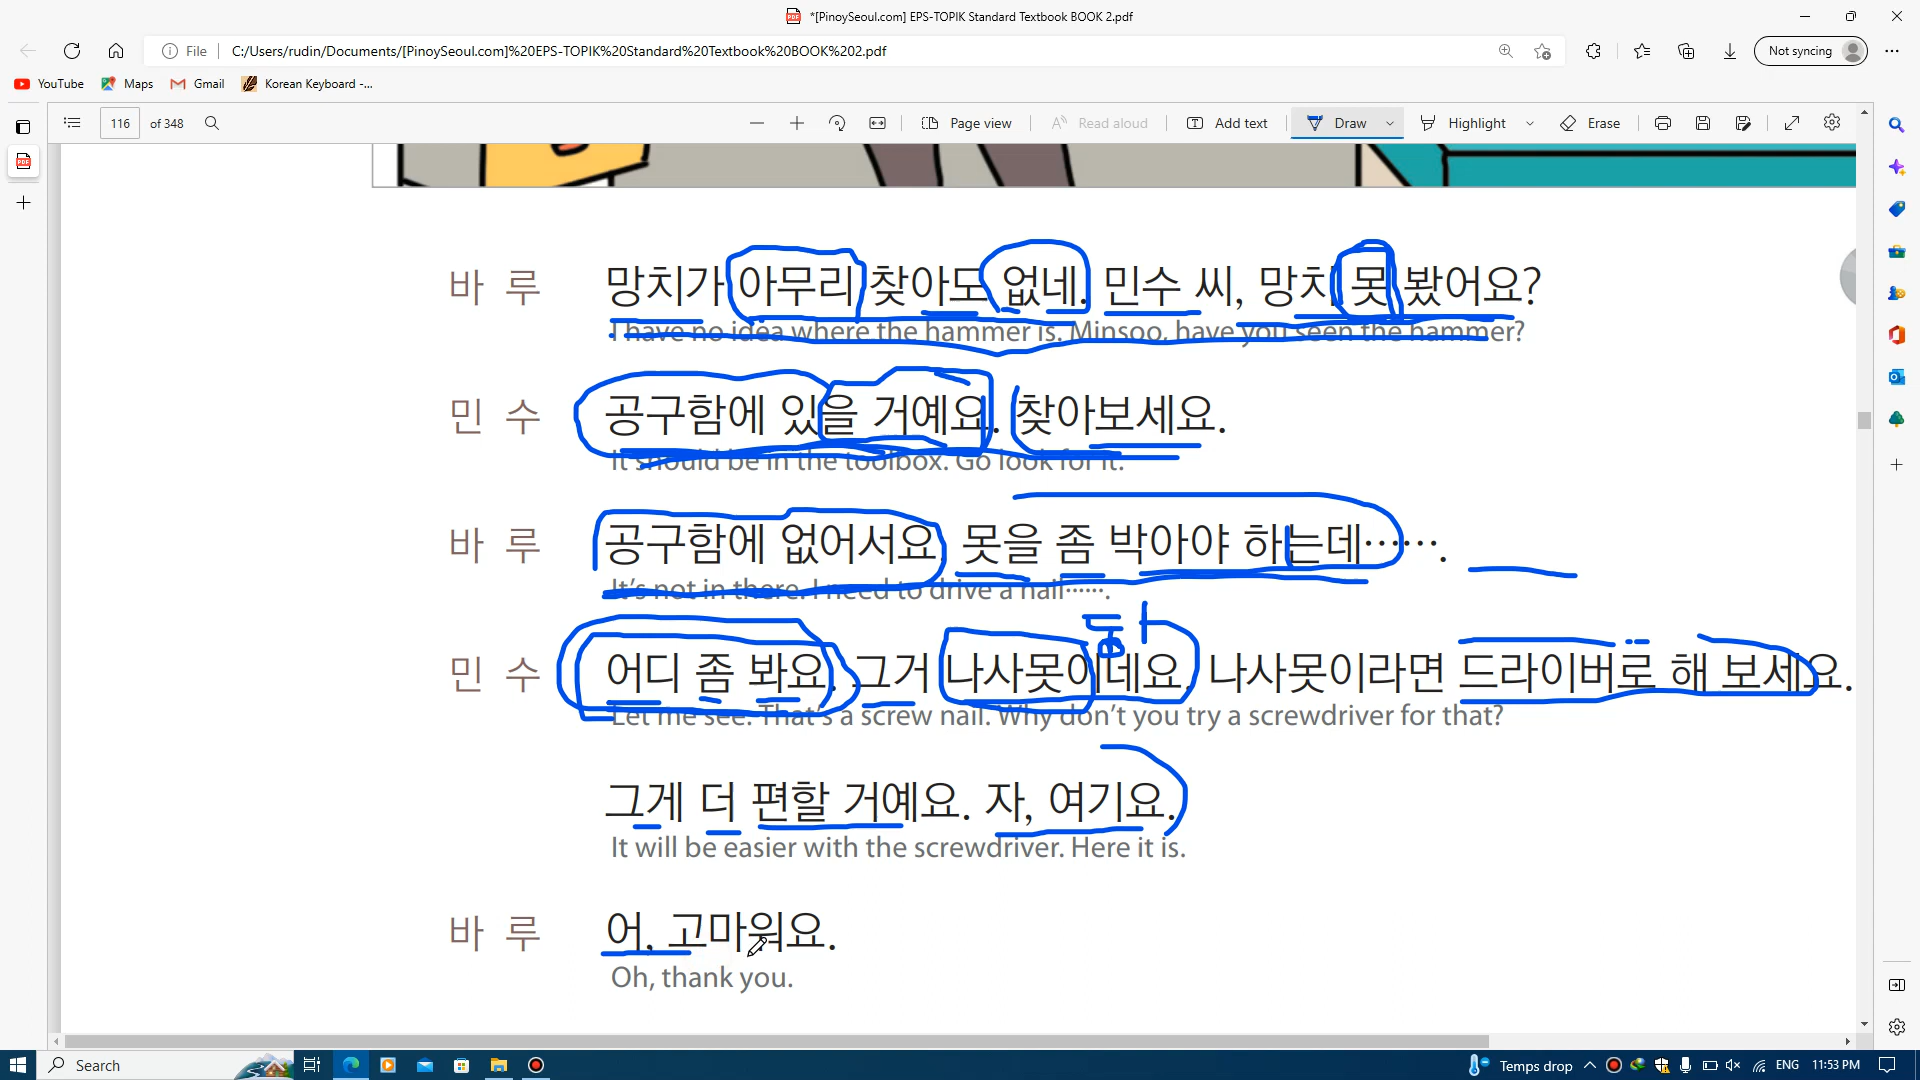 *[PinoySeoul.com] EPS-TOPIK Standard Textbook BOOK 2.pdf
File C:/Users/rudin/Documents/[PinoySeoul.com]%20EPS-TOPIK%20Standard%20Textbook%20BOOK%202.pdf Not syncing
YouTube Maps Gmail Korean Keyboard -...
116 of 348 Page view Read aloud Add text Draw Highlight Erase
바 루 망치가 아무리 찾아도 없네. 민수 씨, 망치 못 봤어요?
I have no idea where the hammer is. Minsoo, have you seen the hammer?
민 수 공구함에 있을 거예요. 찾아보세요.
It should be in the toolbox. Go look for it.
바 루 공구함에 없어서요. 못을 좀 박아야 하는데…….
It's not in there. I need to drive a nail…….
민 수 어디 좀 봐요. 그거 나사못이네요. 나사못이라면 드라이버로 해 보세요.
Let me see. That's a screw nail. Why don't you try a screwdriver for that?
그게 더 편할 거예요. 자, 여기요.
It will be easier with the screwdriver. Here it is.
바 루 어, 고마워요.
Oh, thank you.
Search Temps drop ENG 11:53 PM